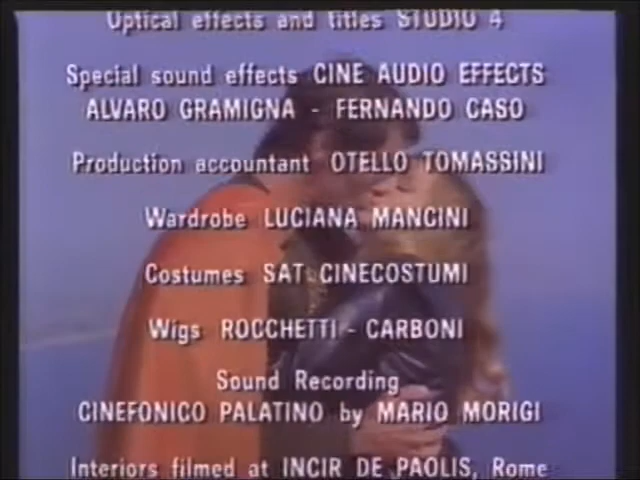 Optical effects and titles STUDIO 4
Special sound effects CINE AUDIO EFFECTS
ALVARO GRAMIGNA - FERNANDO CASO
Production accountant OTELLO TOMASSINI
Wardrobe LUCIANA MANCINI
Costumes SAT CINECOSTUMI
Wigs ROCCHETTI - CARBONI
Sound Recording
CINEFONICO PALATINO by MARIO MORIGI
Interiors filmed at INCIR DE PAOLIS, Rome